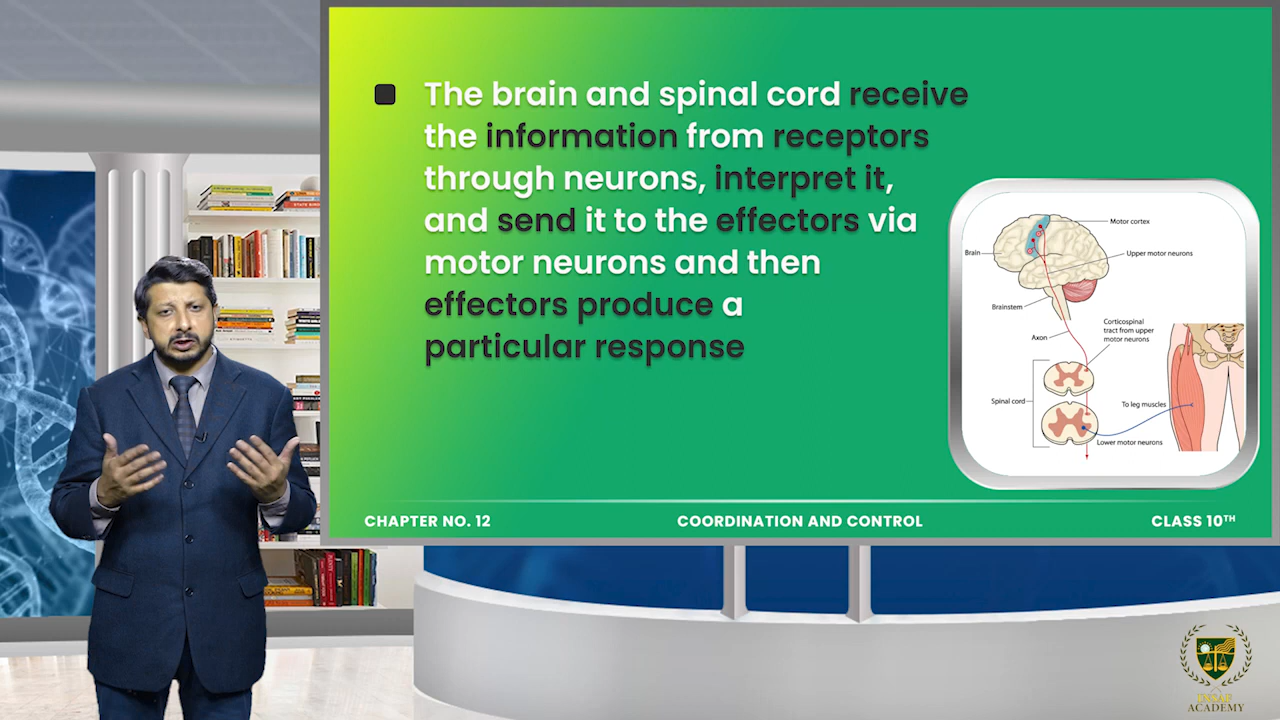 The brain and spinal cord receive
the information from receptors
through neurons, interpret it,
and send it to the effectors via
motor neurons and then
effectors produce a
particular response
Motor cortex
Brain
Upper motor neurons
Brainstem
Corticospinal
tract from upper
motor neurons
Axon
Spinal cord
To leg muscles
Lower motor neurons
CHAPTER NO. 12
COORDINATION AND CONTROL
CLASS 10TH
INSAF
ACADEMY